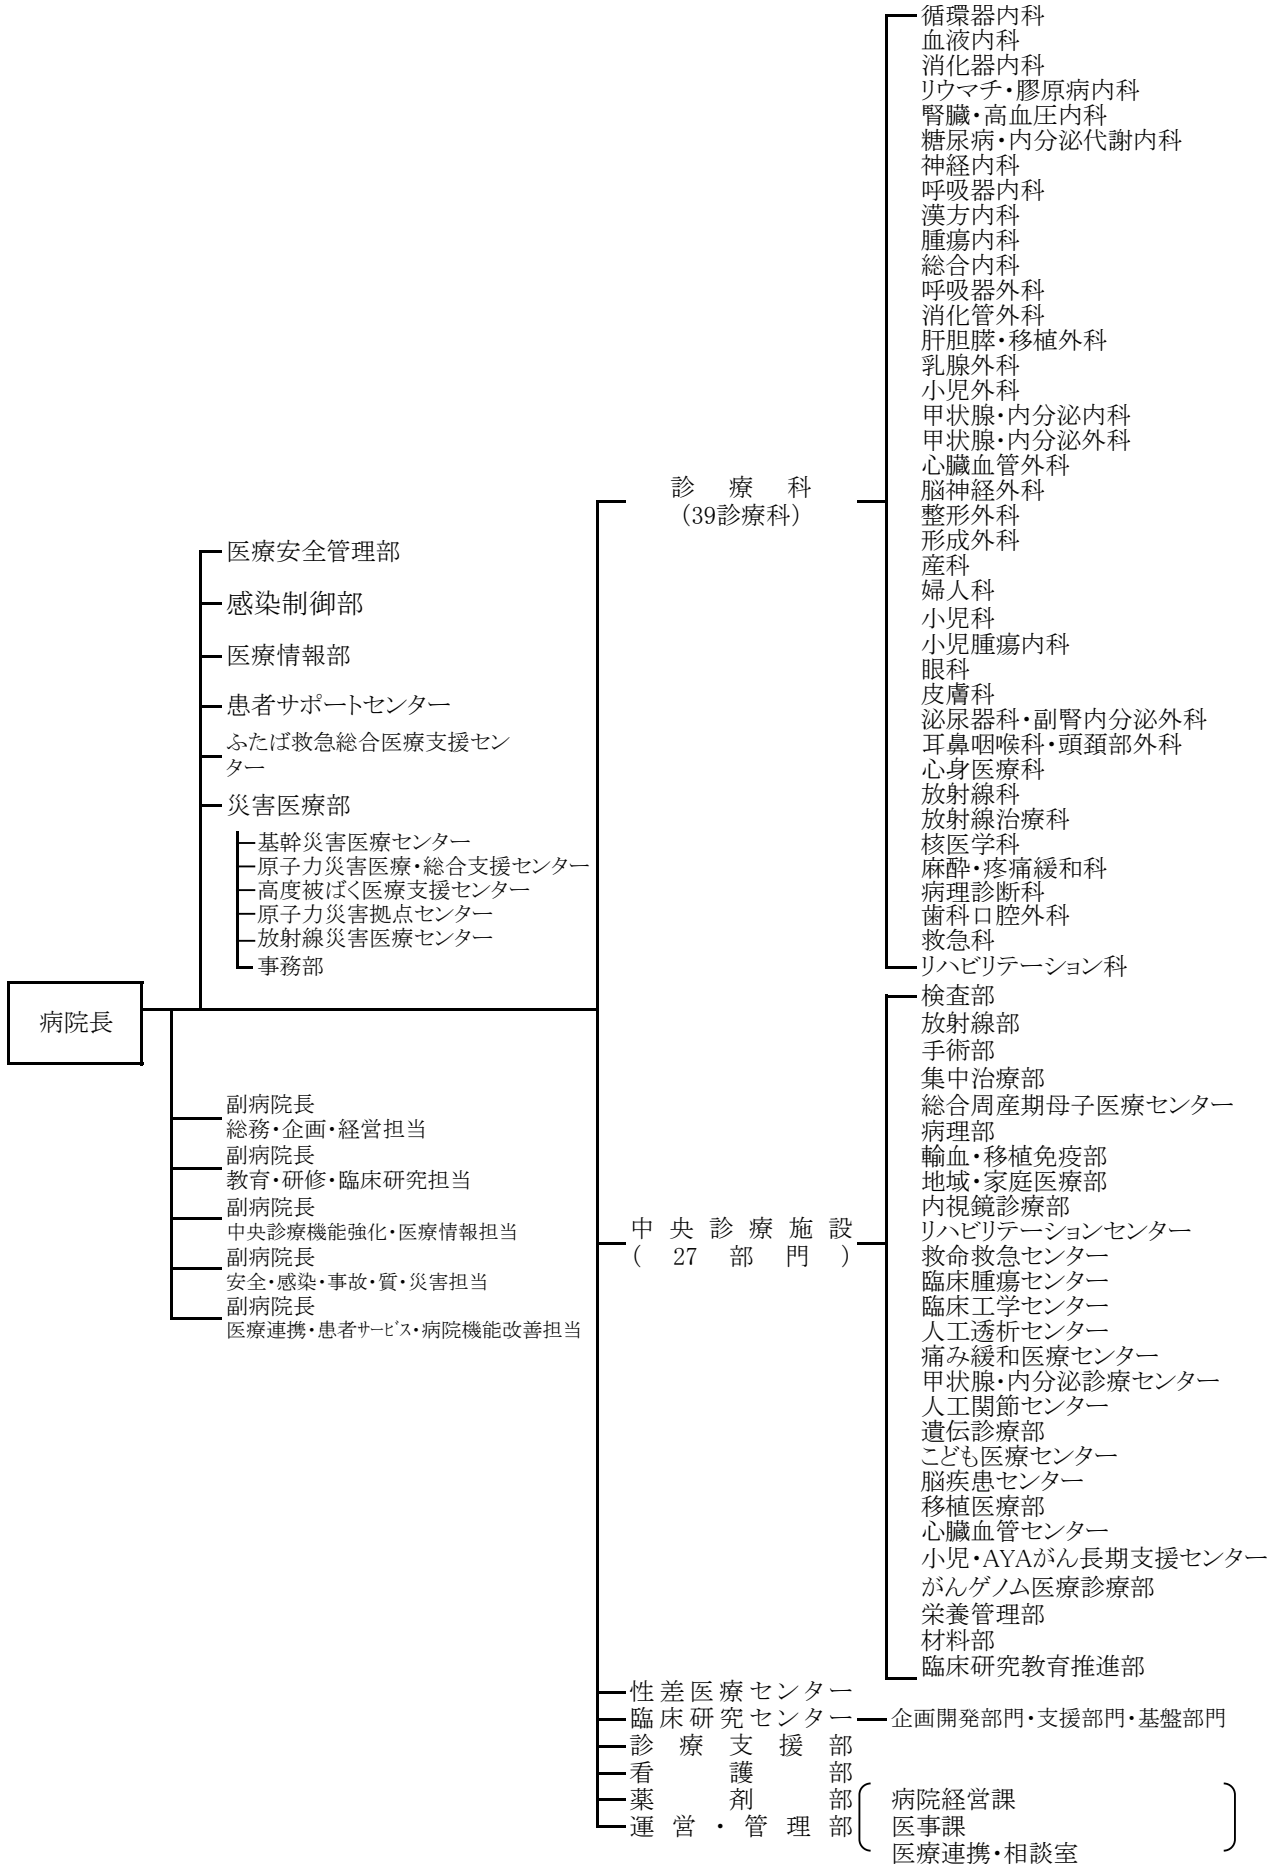 病院長
医療安全管理部
感染制御部
医療情報部
患者サポートセンター
ふたば救急総合医療支援セン
ター
災害医療部
基幹災害医療センター
原子力災害医療・総合支援センター
高度被ばく医療支援センター
原子力災害拠点センター
放射線災害医療センター
事務部
副病院長
総務・企画・経営担当
副病院長
教育・研修・臨床研究担当
副病院長
中央診療機能強化・医療情報担当
副病院長
安全・感染・事故・質・災害担当
副病院長
医療連携・患者サービス・病院機能改善担当
診療科
(39診療科)
循環器内科
血液内科
消化器内科
リウマチ・膠原病内科
腎臓・高血圧内科
糖尿病・内分泌代謝内科
神経内科
呼吸器内科
漢方内科
腫瘍内科
総合内科
呼吸器外科
消化管外科
肝胆膵・移植外科
乳腺外科
小児外科
甲状腺・内分泌内科
甲状腺・内分泌外科
心臓血管外科
脳神経外科
整形外科
形成外科
産科
婦人科
小児科
小児腫瘍内科
眼科
皮膚科
泌尿器科・副腎内分泌外科
耳鼻咽喉科・頭頚部外科
心身医療科
放射線科
放射線治療科
核医学科
麻酔・疼痛緩和科
病理診断科
歯科口腔外科
救急科
リハビリテーション科
中央診療施設
(27部門)
検査部
放射線部
手術部
集中治療部
総合周産期母子医療センター
病理部
輸血・移植免疫部
地域・家庭医療部
内視鏡診療部
リハビリテーションセンター
救命救急センター
臨床腫瘍センター
臨床工学センター
人工透析センター
痛み緩和医療センター
甲状腺・内分泌診療センター
人工関節センター
遺伝診療部
こども医療センター
脳疾患センター
移植医療部
心臓血管センター
小児・AYAがん長期支援センター
がんゲノム医療診療部
栄養管理部
材料部
臨床研究教育推進部
性差医療センター
臨床研究センター
企画開発部門・支援部門・基盤部門
診療支援部
看護部
薬剤部
運営・管理部
病院経営課
医事課
医療連携・相談室